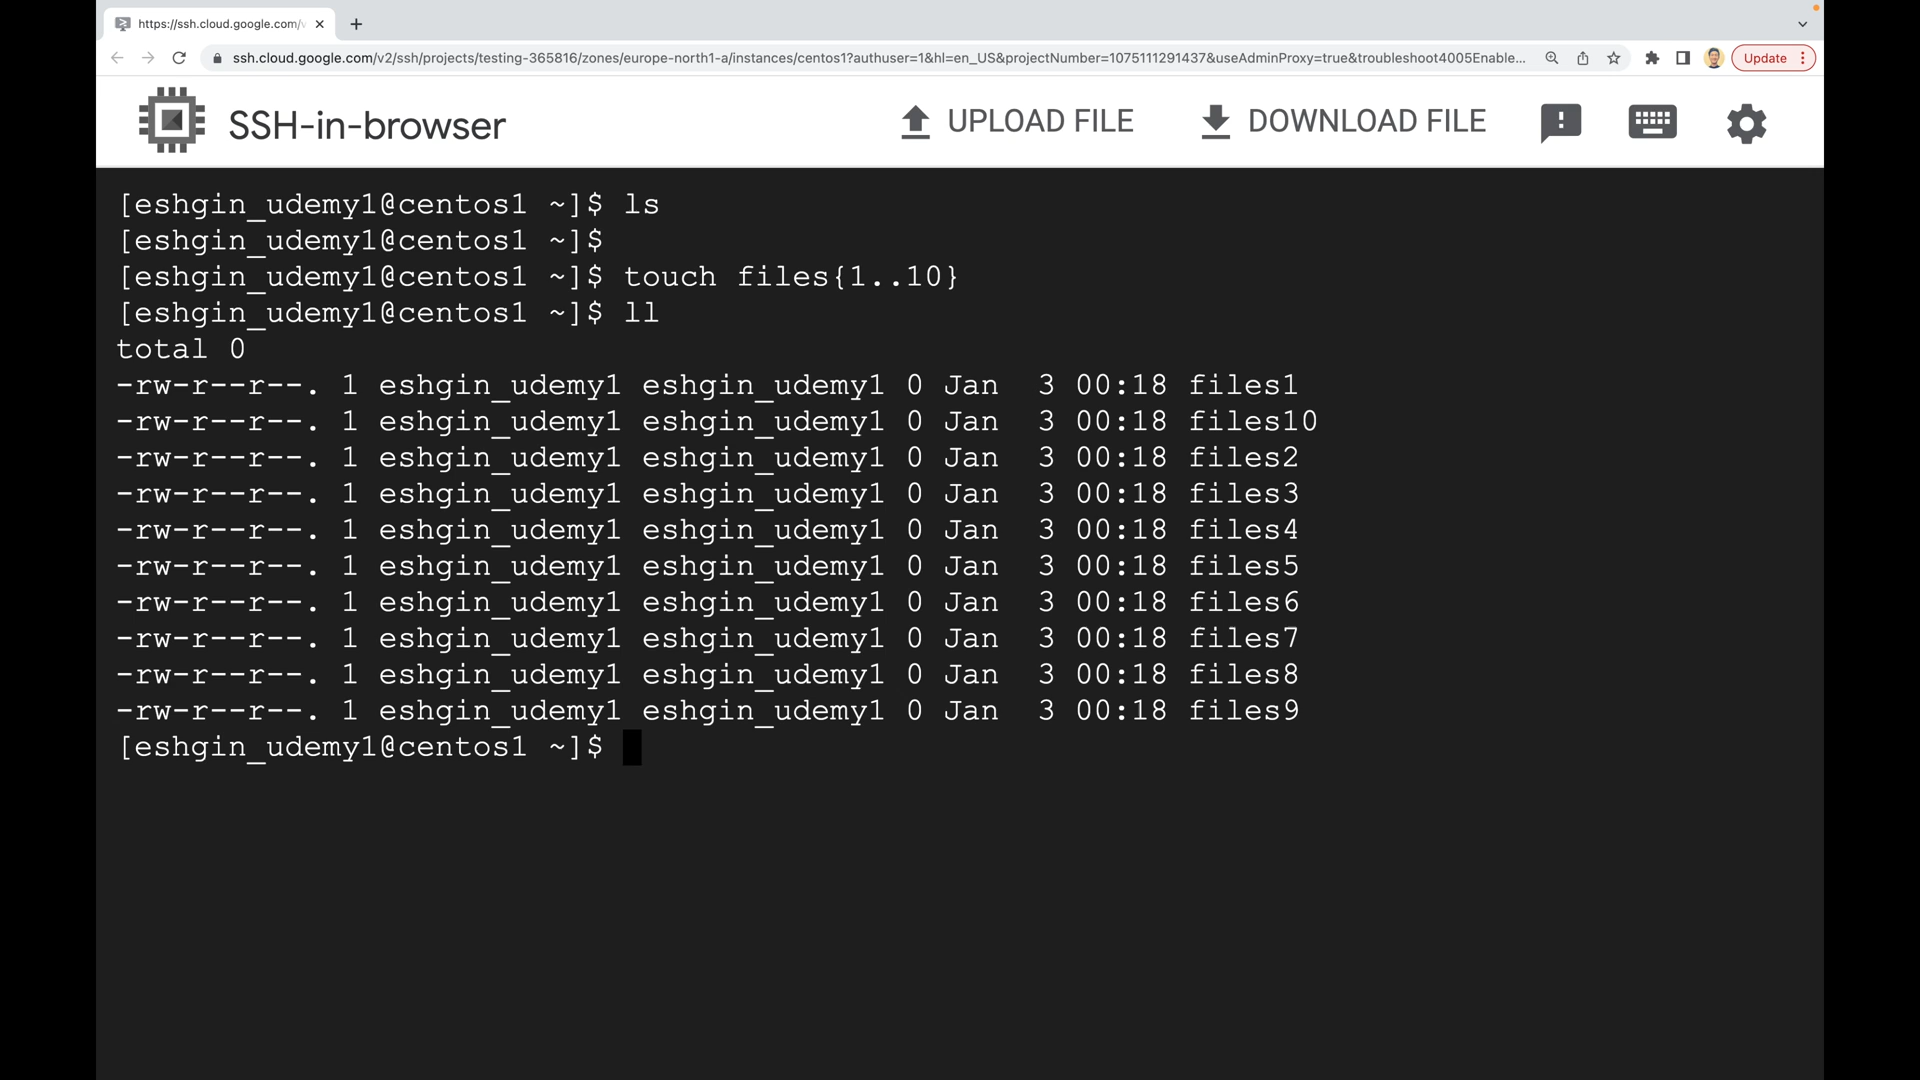 https://ssh.cloud.google.com/v
ssh.cloud.google.com/v2/ssh/projects/testing-365816/zones/europe-north1-a/instances/centos1?authuser=1&hl=en_US&projectNumber=1075111291437&useAdminProxy=true&troubleshoot4005Enable...
Update
SSH-in-browser
UPLOAD FILE
DOWNLOAD FILE
[eshgin_udemy1@centos1 ~]$ ls
[eshgin_udemy1@centos1 ~]$
[eshgin_udemy1@centos1 ~]$ touch files{1..10}
[eshgin_udemy1@centos1 ~]$ ll
total 0
-rw-r--r--. 1 eshgin_udemy1 eshgin_udemy1 0 Jan  3 00:18 files1
-rw-r--r--. 1 eshgin_udemy1 eshgin_udemy1 0 Jan  3 00:18 files10
-rw-r--r--. 1 eshgin_udemy1 eshgin_udemy1 0 Jan  3 00:18 files2
-rw-r--r--. 1 eshgin_udemy1 eshgin_udemy1 0 Jan  3 00:18 files3
-rw-r--r--. 1 eshgin_udemy1 eshgin_udemy1 0 Jan  3 00:18 files4
-rw-r--r--. 1 eshgin_udemy1 eshgin_udemy1 0 Jan  3 00:18 files5
-rw-r--r--. 1 eshgin_udemy1 eshgin_udemy1 0 Jan  3 00:18 files6
-rw-r--r--. 1 eshgin_udemy1 eshgin_udemy1 0 Jan  3 00:18 files7
-rw-r--r--. 1 eshgin_udemy1 eshgin_udemy1 0 Jan  3 00:18 files8
-rw-r--r--. 1 eshgin_udemy1 eshgin_udemy1 0 Jan  3 00:18 files9
[eshgin_udemy1@centos1 ~]$